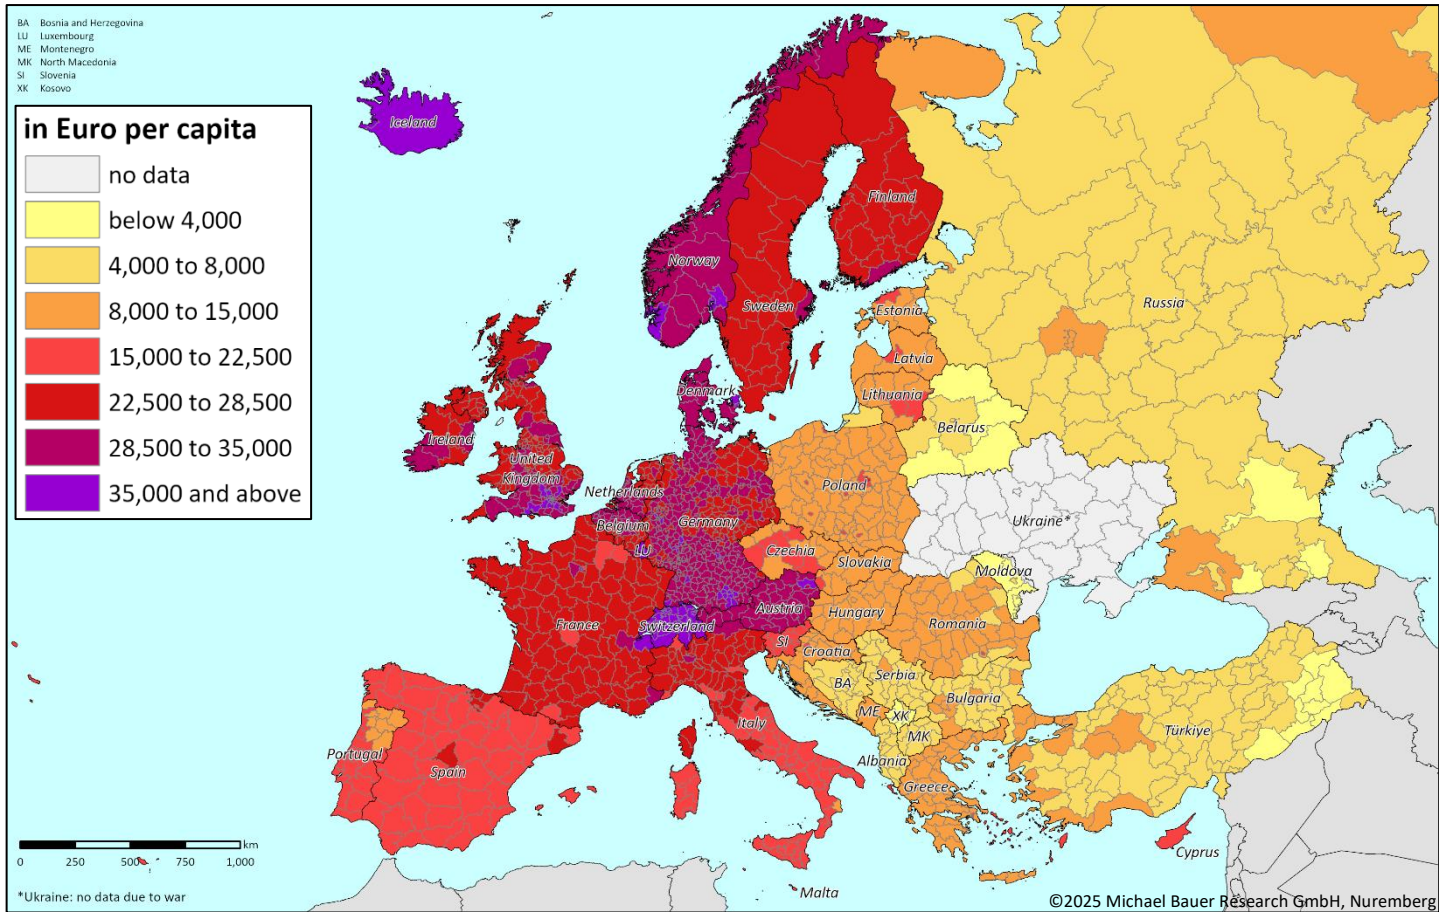 BA Bosnia and Herzegovina
LU Luxembourg
ME Montenegro
MK North Macedonia
SI Slovenia
XK Kosovo
in Euro per capita
no data
below 4,000
4,000 to 8,000
8,000 to 15,000
15,000 to 22,500
22,500 to 28,500
28,500 to 35,000
35,000 and above
Iceland
Finland
Norway
Sweden
Russia
Estonia
Latvia
Lithuania
Denmark
Belarus
Ireland
United
Kingdom
Netherlands
Poland
Belgium
Germany
Ukraine*
LU
Czechia
Slovakia
Moldova
Austria
Hungary
France
Switzerland
Romania
SI
Croatia
BA
Serbia
Bulgaria
ME
XK
Italy
MK
Türkiye
Portugal
Spain
Albania
Greece
Cyprus
Malta
km
0 250 500 750 1,000
*Ukraine: no data due to war
©2025 Michael Bauer Research GmbH, Nuremberg